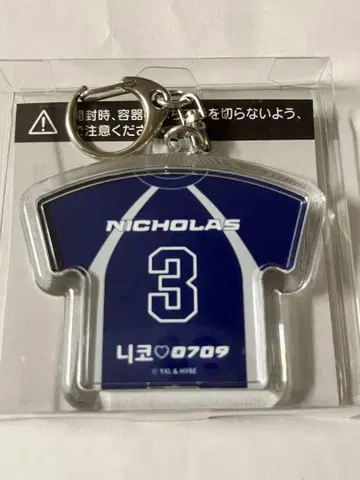 開封時、容器 を切らないよう、
ご注意くださ
NICHOLAS
3
니코♡0709
© YXL & HYBE